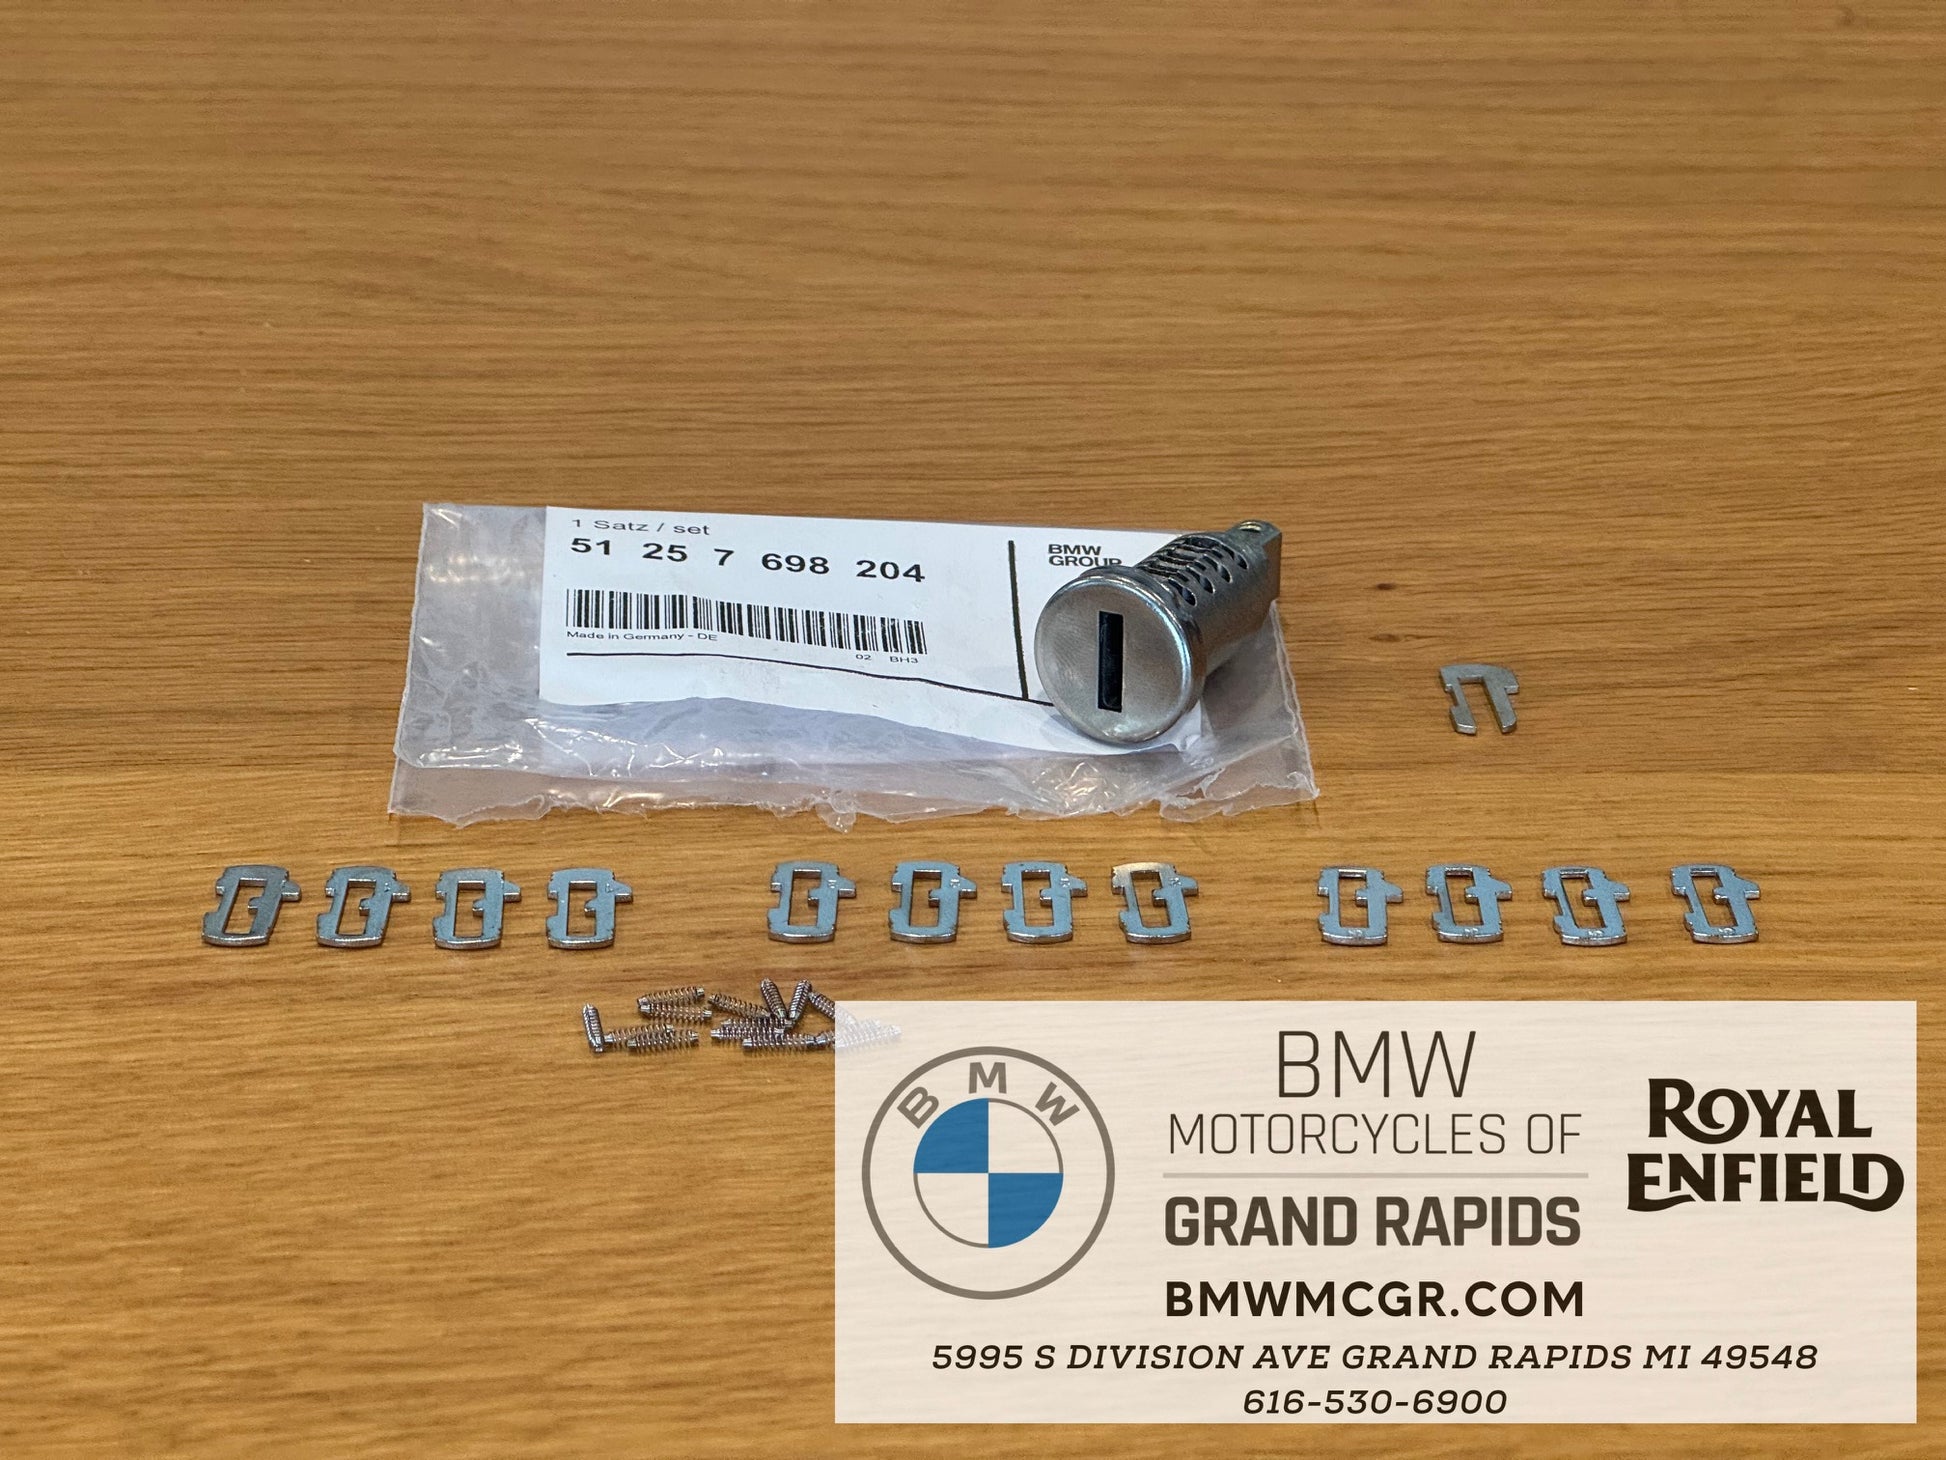 1 Satz / set
51 25 7 698 204
BMW
GROUP
Made in Germany - DE
02 BH3
BMW
BMW
MOTORCYCLES OF
GRAND RAPIDS
ROYAL
ENFIELD
BMWMCGR.COM
5995 S DIVISION AVE GRAND RAPIDS MI 49548
616-530-6900